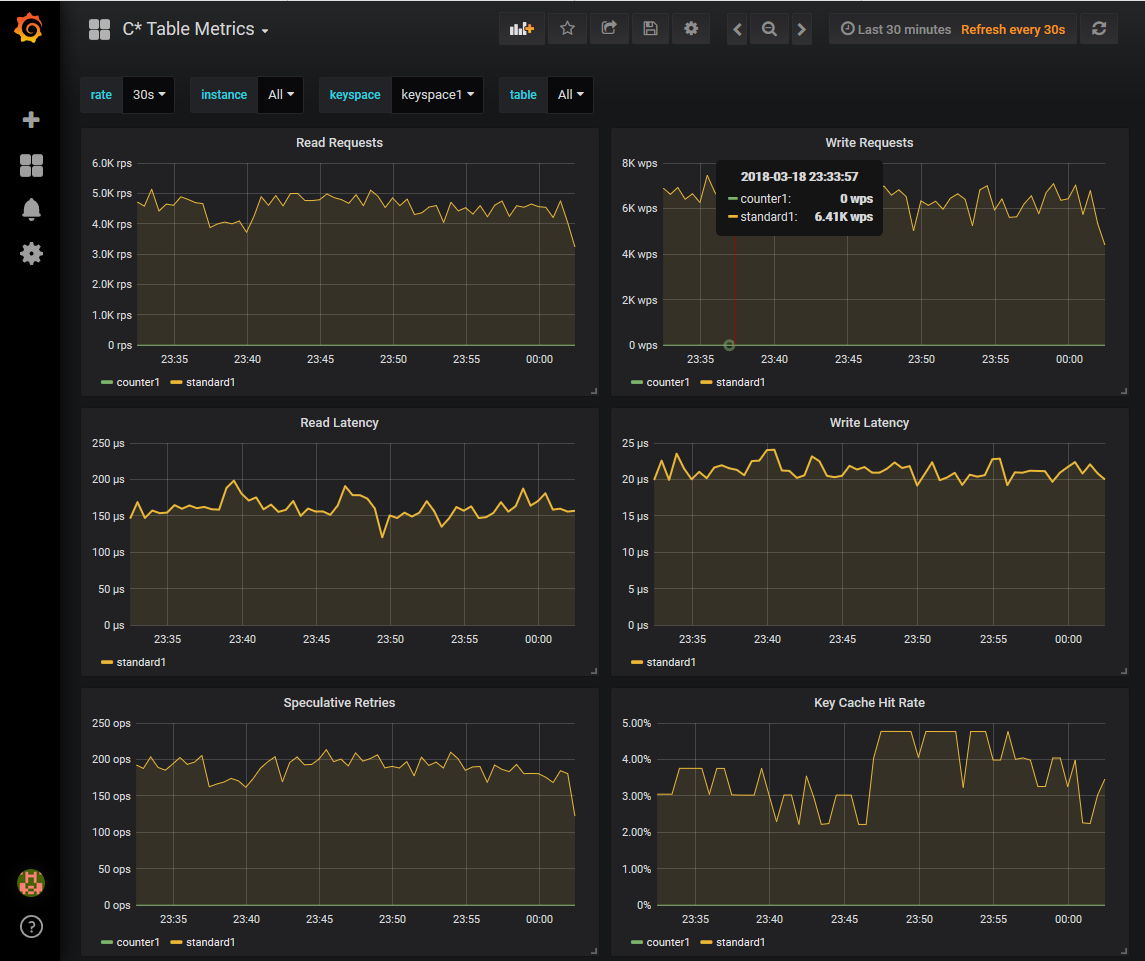 C* Table Metrics
Last 30 minutes Refresh every 30s
rate 30s instance All keyspace keyspace1 table All
Read Requests
6.0K rps
5.0K rps
4.0K rps
3.0K rps
2.0K rps
1.0K rps
0 rps
23:35 23:40 23:45 23:50 23:55 00:00
counter1 standard1
Write Requests
8K wps
6K wps
4K wps
2K wps
0 wps
2018-03-18 23:33:57
counter1: 0 wps
standard1: 6.41K wps
23:35 23:40 23:45 23:50 23:55 00:00
counter1 standard1
Read Latency
250 µs
200 µs
150 µs
100 µs
50 µs
0 µs
23:35 23:40 23:45 23:50 23:55 00:00
standard1
Write Latency
25 µs
20 µs
15 µs
10 µs
5 µs
0 µs
23:35 23:40 23:45 23:50 23:55 00:00
standard1
Speculative Retries
250 ops
200 ops
150 ops
100 ops
50 ops
0 ops
23:35 23:40 23:45 23:50 23:55 00:00
counter1 standard1
Key Cache Hit Rate
5.00%
4.00%
3.00%
2.00%
1.00%
0%
23:35 23:40 23:45 23:50 23:55 00:00
counter1 standard1
?